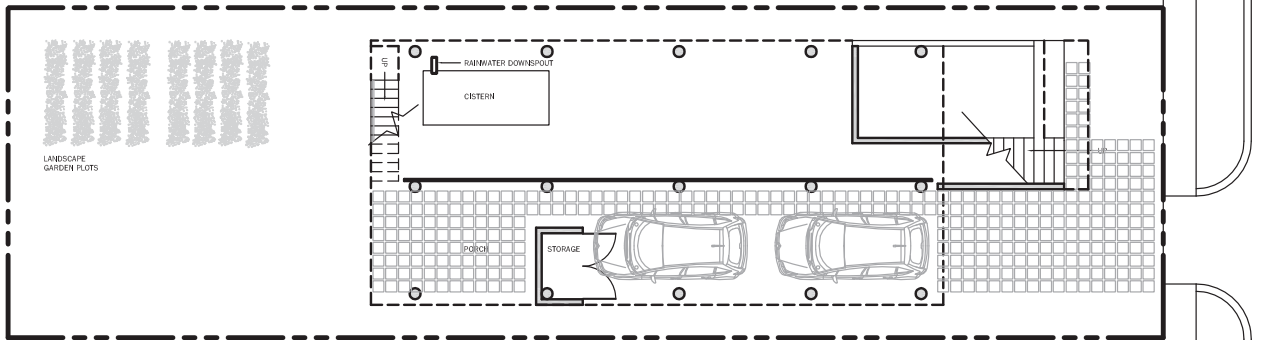 UP
RAINWATER DOWNSPOUT
CISTERN
UP
LANDSCAPE
GARDEN PLOTS
PORCH
STORAGE